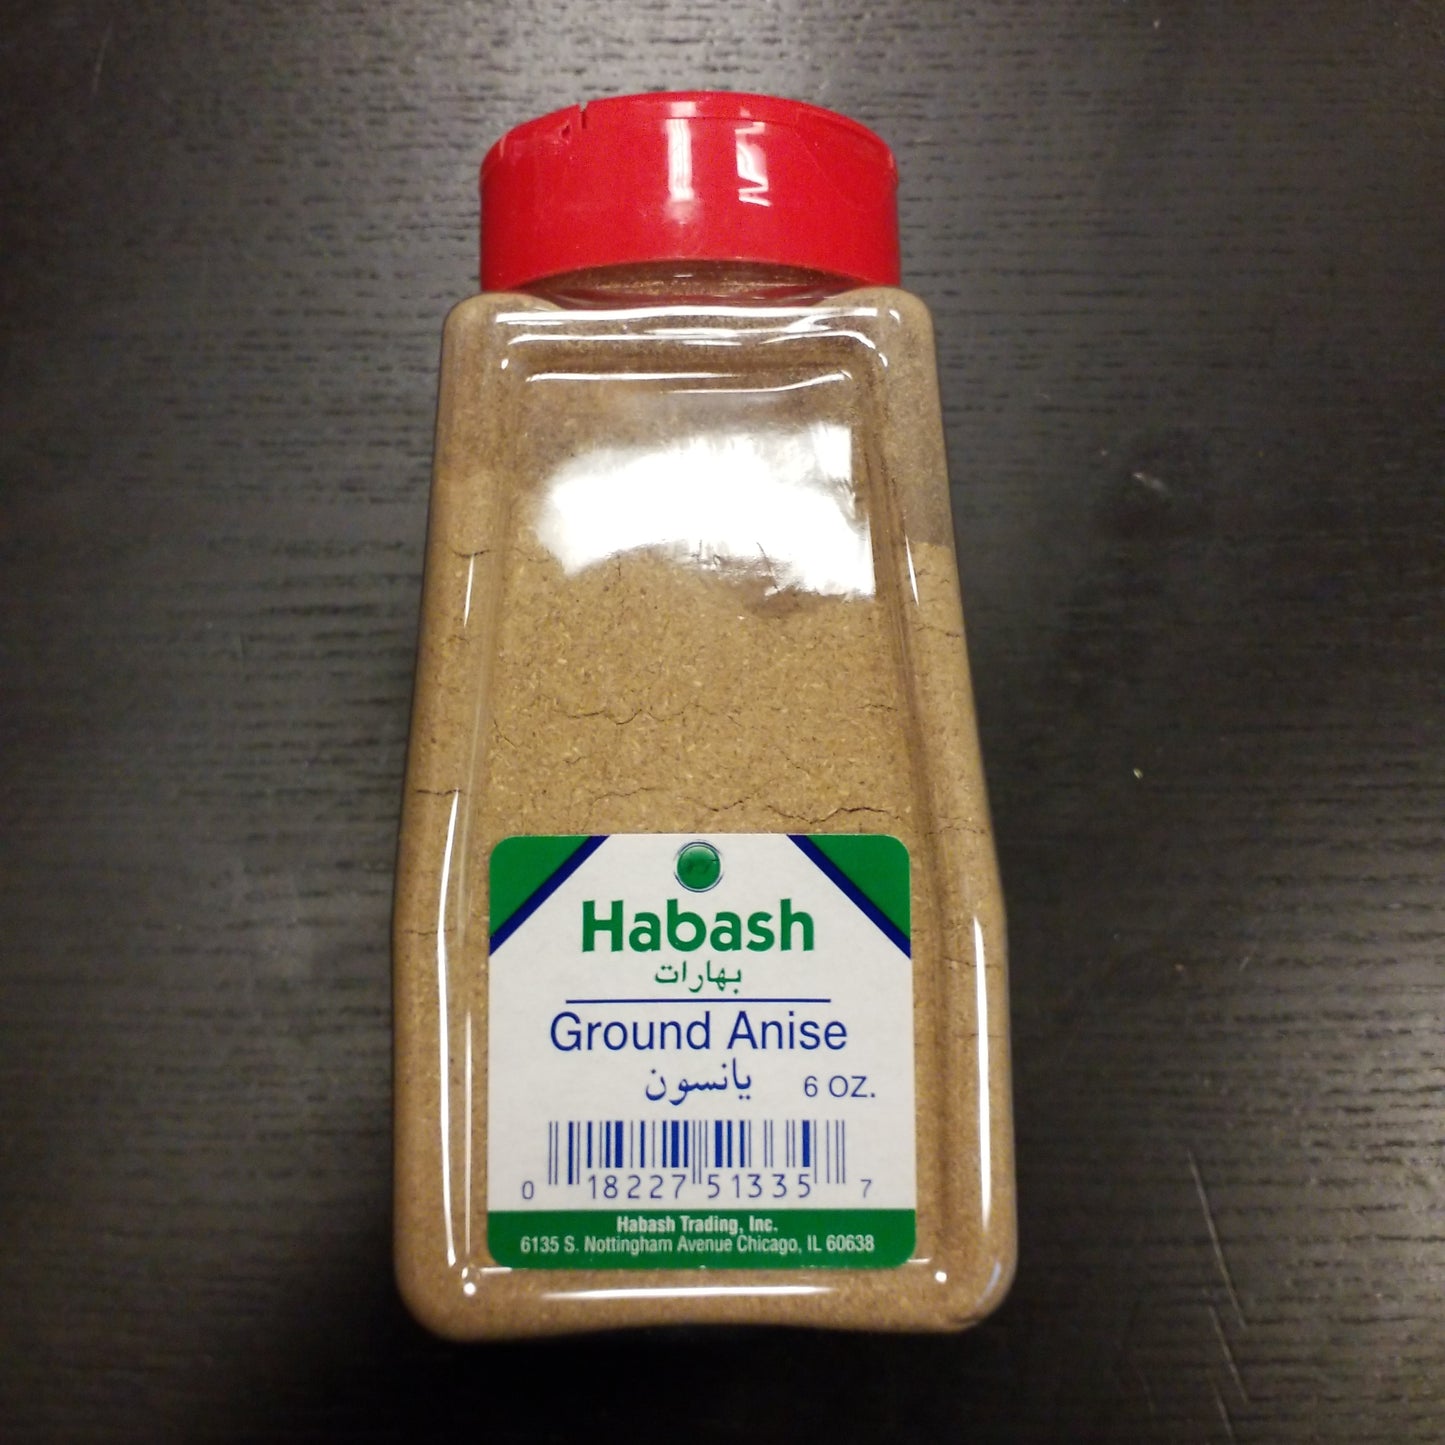 Habash
بهارات
Ground Anise
يانسون 6 OZ.
0 18227 51335 7
Habash Trading, Inc.
6135 S. Nottingham Avenue Chicago, IL 60638